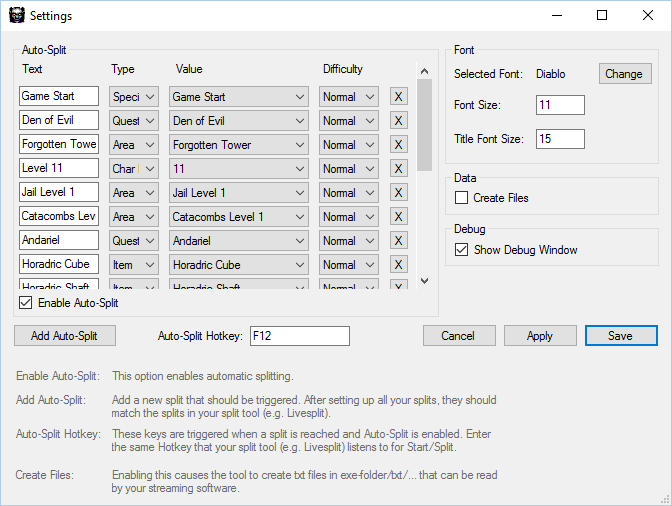 Settings
Auto-Split
Text Type Value Difficulty
Game Start Speci Game Start Normal X
Den of Evil Quest Den of Evil Normal X
Forgotten Towe Area Forgotten Tower Normal X
Level 11 Char 11 Normal X
Jail Level 1 Area Jail Level 1 Normal X
Catacombs Lev Area Catacombs Level 1 Normal X
Andariel Quest Andariel Normal X
Horadric Cube Item Horadric Cube Normal X
Horadric Shaft Item Horadric Shaft Normal X
Enable Auto-Split
Font
Selected Font: Diablo Change
Font Size: 11
Title Font Size: 15
Data
Create Files
Debug
Show Debug Window
Add Auto-Split Auto-Split Hotkey: F12 Cancel Apply Save
Enable Auto-Split: This option enables automatic splitting.
Add Auto-Split: Add a new split that should be triggered. After setting up all your splits, they should
match the splits in your split tool (e.g. Livesplit).
Auto-Split Hotkey: These keys are triggered when a split is reached and Auto-Split is enabled. Enter
the same Hotkey that your split tool (e.g. Livesplit) listens to for Start/Split.
Create Files: Enabling this causes the tool to create txt files in exe-folder/txt/... that can be read
by your streaming software.